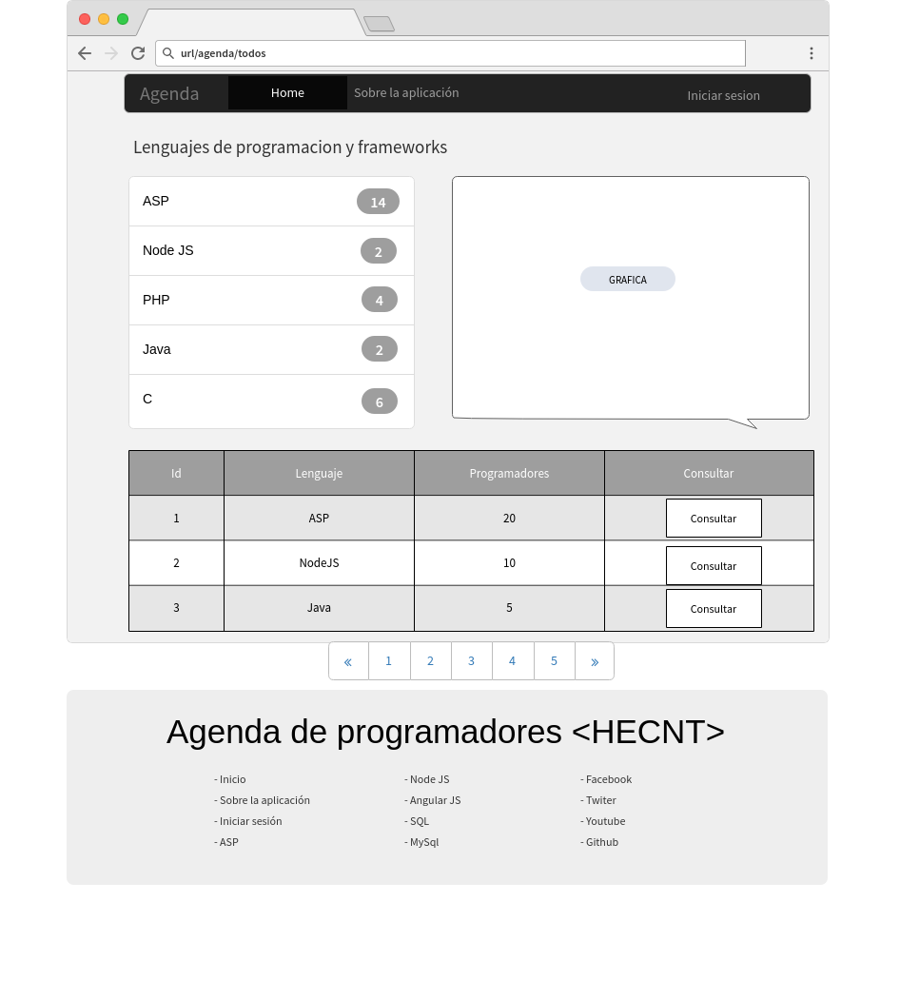 url/agenda/todos
Agenda Home Sobre la aplicación Iniciar sesion
Lenguajes de programacion y frameworks
ASP 14
Node JS 2
PHP 4
Java 2
C 6
GRAFICA
Id Lenguaje Programadores Consultar
1 ASP 20 Consultar
2 NodeJS 10 Consultar
3 Java 5 Consultar
« 1 2 3 4 5 »
Agenda de programadores <HECNT>
- Inicio
- Sobre la aplicación
- Iniciar sesión
- ASP
- Node JS
- Angular JS
- SQL
- MySql
- Facebook
- Twiter
- Youtube
- Github